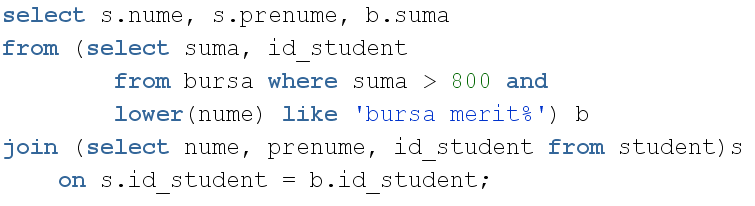 select s.nume, s.prenume, b.suma
from (select suma, id_student
from bursa where suma > 800 and
lower(nume) like 'bursa merit%') b
join (select nume, prenume, id_student from student)s
on s.id_student = b.id_student;